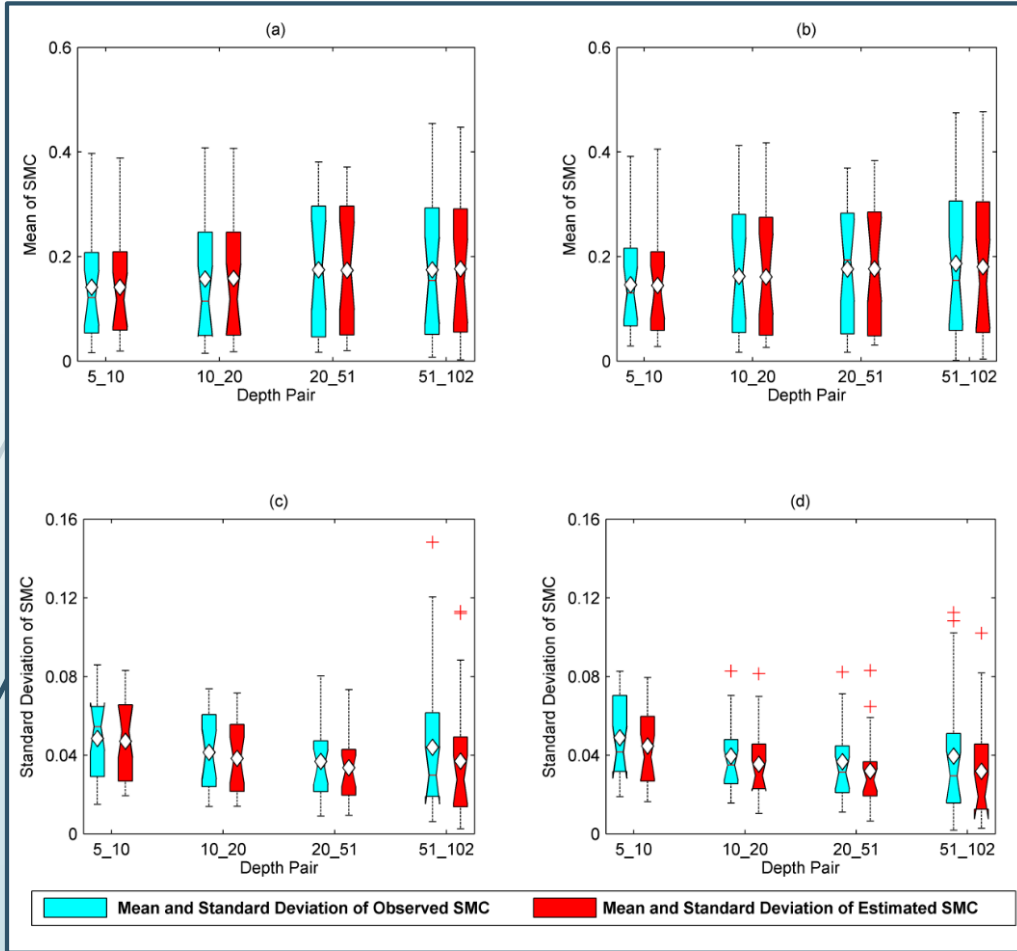 (a)
0.6
0.4
0.2
0
Mean of SMC
5_10
10_20
20_51
51_102
Depth Pair
(b)
0.6
0.4
0.2
0
Mean of SMC
5_10
10_20
20_51
51_102
Depth Pair
(c)
0.16
0.12
0.08
0.04
0
Standard Deviation of SMC
5_10
10_20
20_51
51_102
Depth Pair
(d)
0.16
0.12
0.08
0.04
0
Standard Deviation of SMC
5_10
10_20
20_51
51_102
Depth Pair
Mean and Standard Deviation of Observed SMC
Mean and Standard Deviation of Estimated SMC